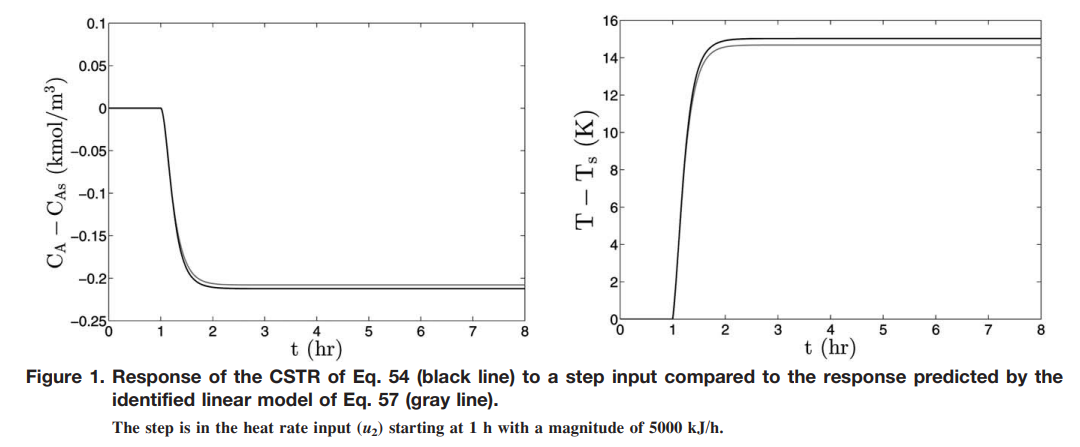 0.1
0.05
0
−0.05
−0.1
−0.15
−0.2
−0.25
C_A − C_As (kmol/m³)
0 1 2 3 4 5 6 7 8
t (hr)
16
14
12
10
8
6
4
2
0
T − T_s (K)
0 1 2 3 4 5 6 7 8
t (hr)
Figure 1. Response of the CSTR of Eq. 54 (black line) to a step input compared to the response predicted by the
identified linear model of Eq. 57 (gray line).
The step is in the heat rate input (u₂) starting at 1 h with a magnitude of 5000 kJ/h.